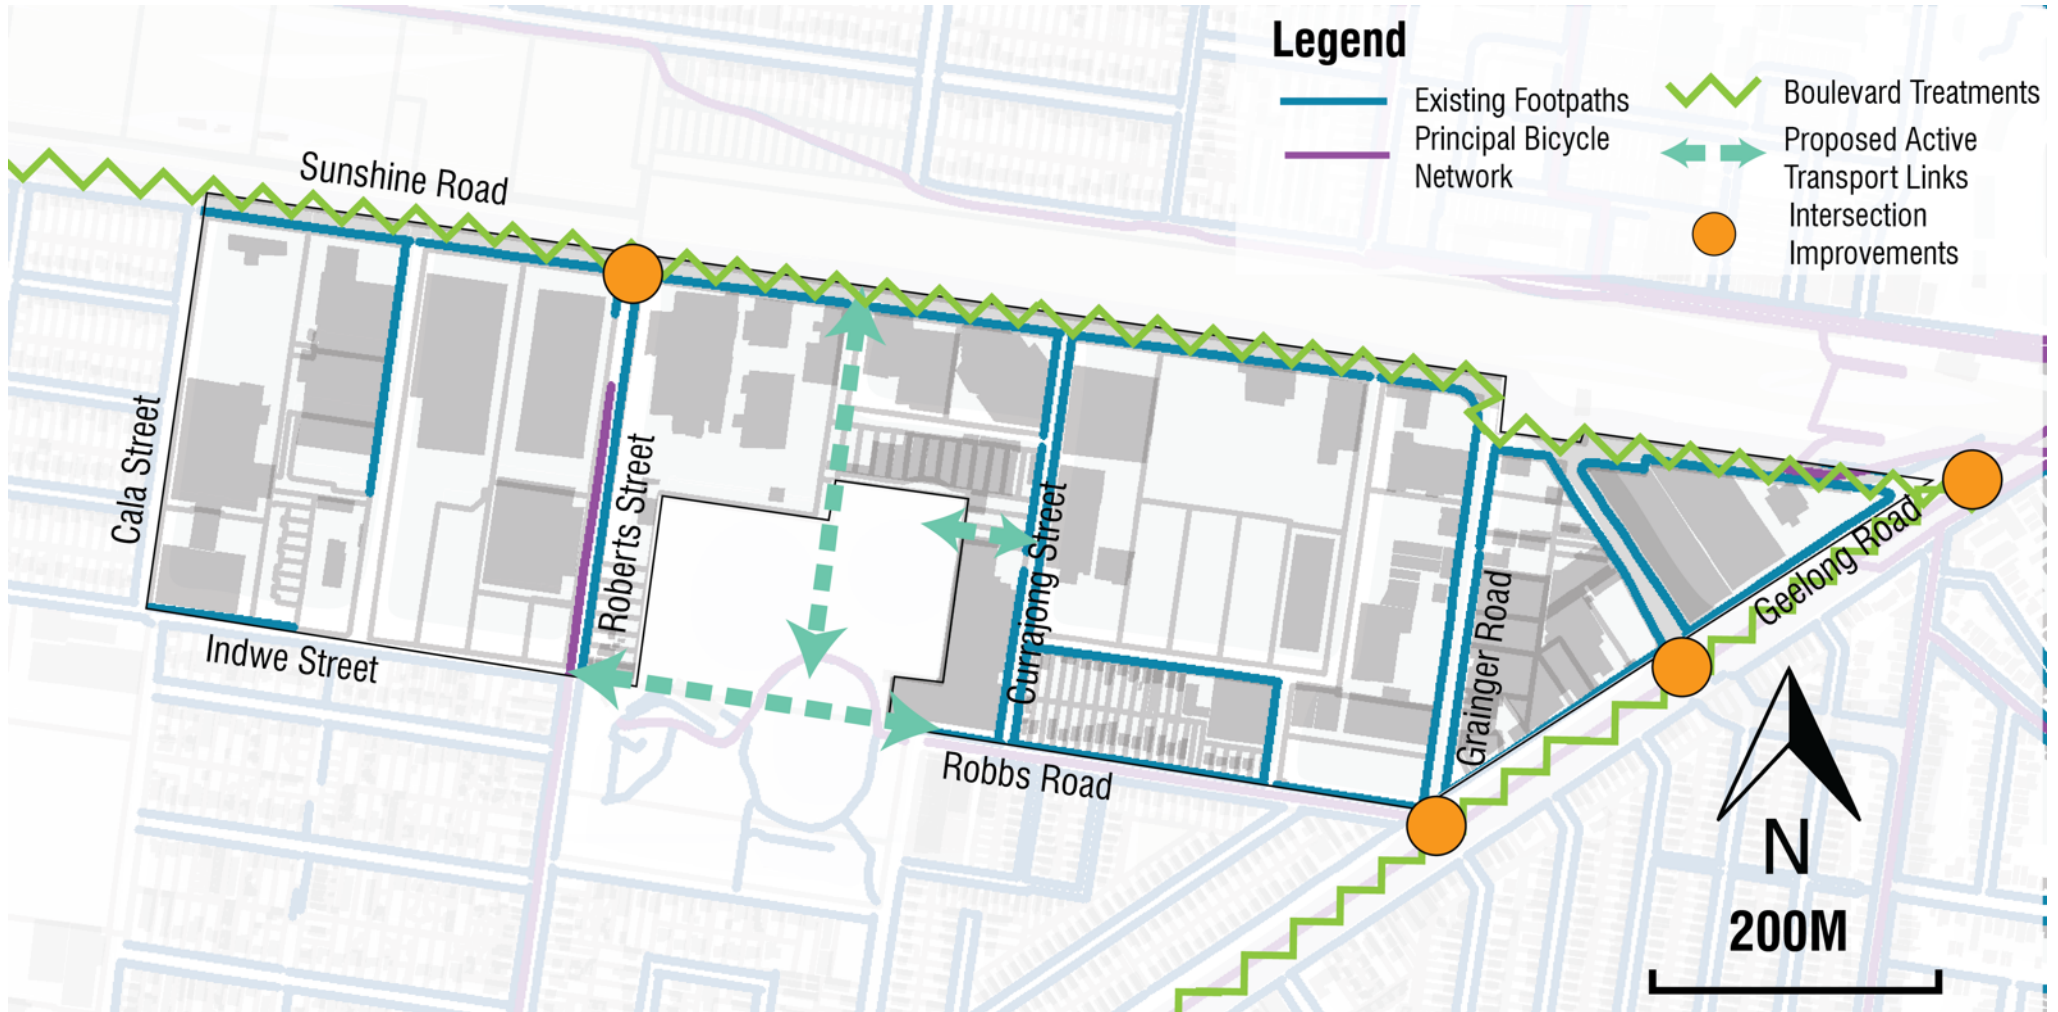 Legend
Existing Footpaths
Principal Bicycle
Network
Boulevard Treatments
Proposed Active
Transport Links
Intersection
Improvements
Sunshine Road
Cala Street
Roberts Street
Currajong Street
Grainger Road
Geelong Road
Indwe Street
Robbs Road
N
200M